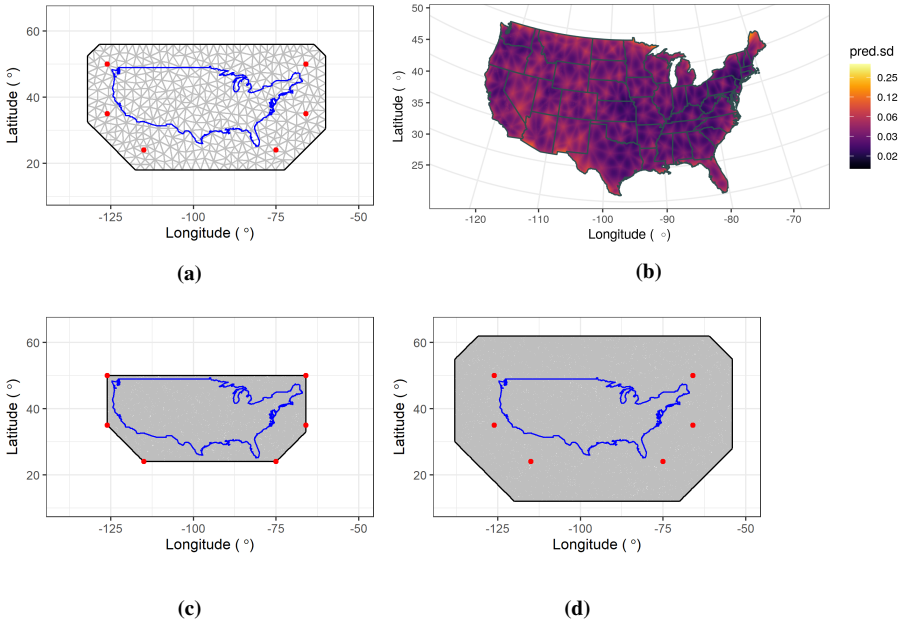 60
40
20
Latitude ( °)
-125
-100
-75
-50
Longitude ( °)
(a)
50
45
40
35
30
25
Latitude ( °)
-120
-110
-100
-90
-80
-70
Longitude ( °)
pred.sd
0.25
0.12
0.06
0.03
0.02
(b)
60
40
20
Latitude ( °)
-125
-100
-75
-50
Longitude ( °)
(c)
60
40
20
Latitude ( °)
-125
-100
-75
-50
Longitude ( °)
(d)